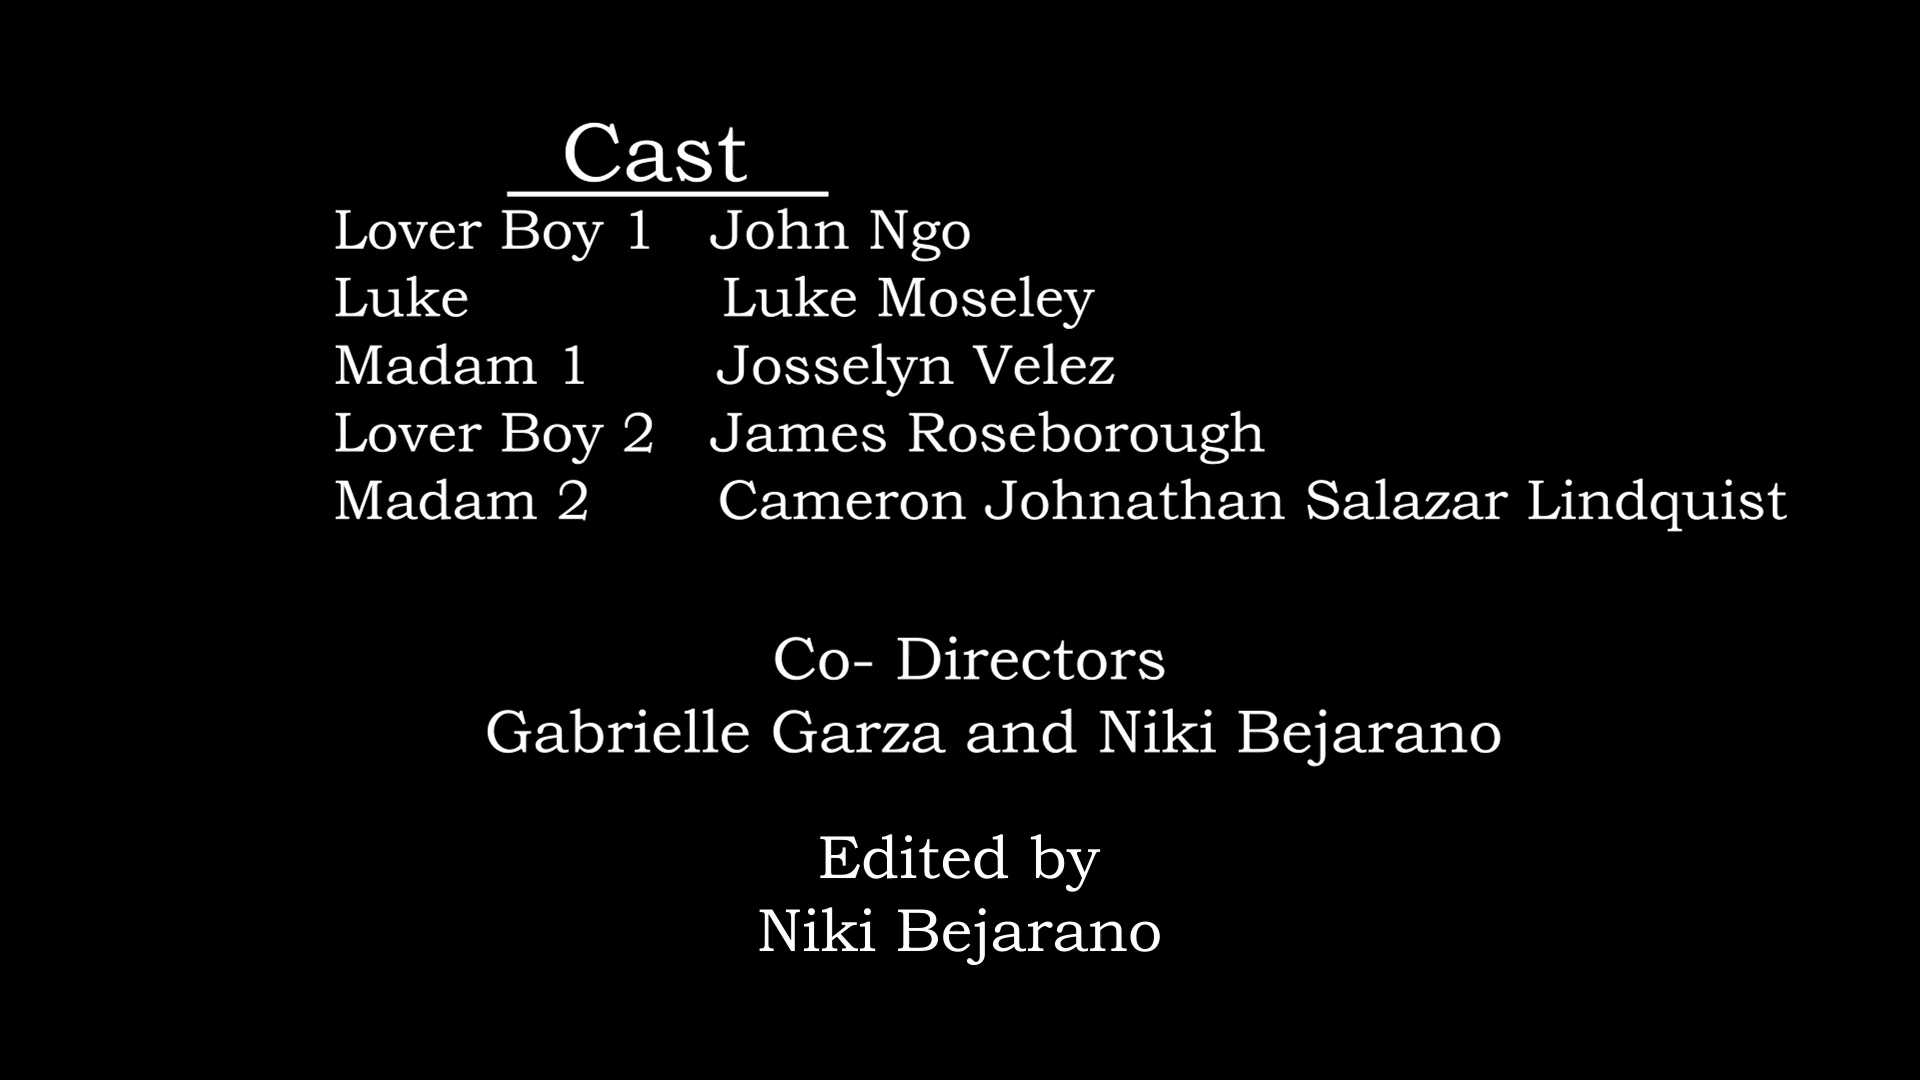 Cast
Lover Boy 1 John Ngo
Luke Luke Moseley
Madam 1 Josselyn Velez
Lover Boy 2 James Roseborough
Madam 2 Cameron Johnathan Salazar Lindquist
Co- Directors
Gabrielle Garza and Niki Bejarano
Edited by
Niki Bejarano